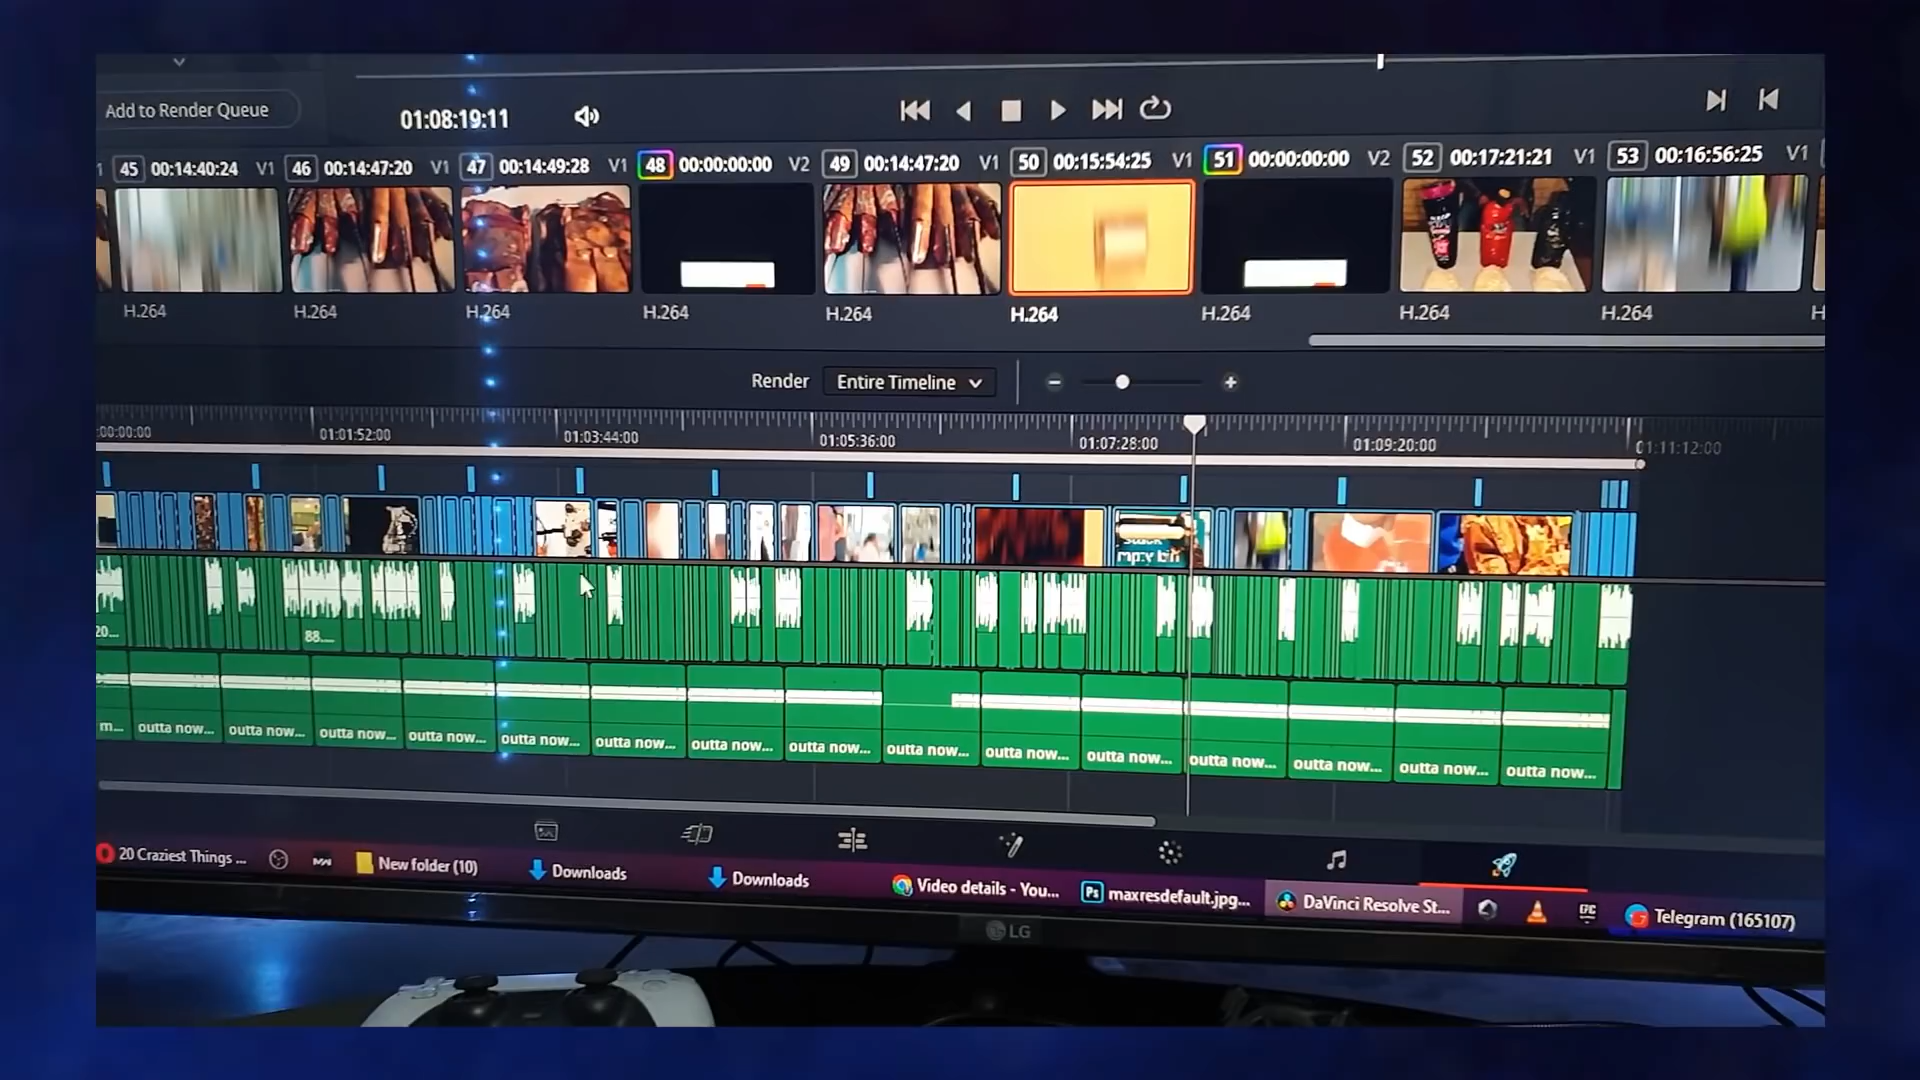 Add to Render Queue
01:08:19:11
45 00:14:40:24 V1 46 00:14:47:20 V1 47 00:14:49:28 V1 48 00:00:00:00 V2 49 00:14:47:20 V1 50 00:15:54:25 V1 51 00:00:00:00 V2 52 00:17:21:21 V1 53 00:16:56:25 V1
H.264 H.264 H.264 H.264 H.264 H.264 H.264 H.264 H.264 H
Render Entire Timeline
:00:00:00 01:01:52:00 01:03:44:00 01:05:36:00 01:07:28:00 01:09:20:00 01:11:12:00
mpty bin
20... 88....
m... outta now... outta now... outta now... outta now... outta now... outta now... outta now... outta now... outta now... outta now... outta now... outta now... outta now... outta now... outta now...
20 Craziest Things ... New folder (10) Downloads Downloads Video details - You... Ps maxresdefault.jpg... DaVinci Resolve St... EPIC Telegram (165107)
LG